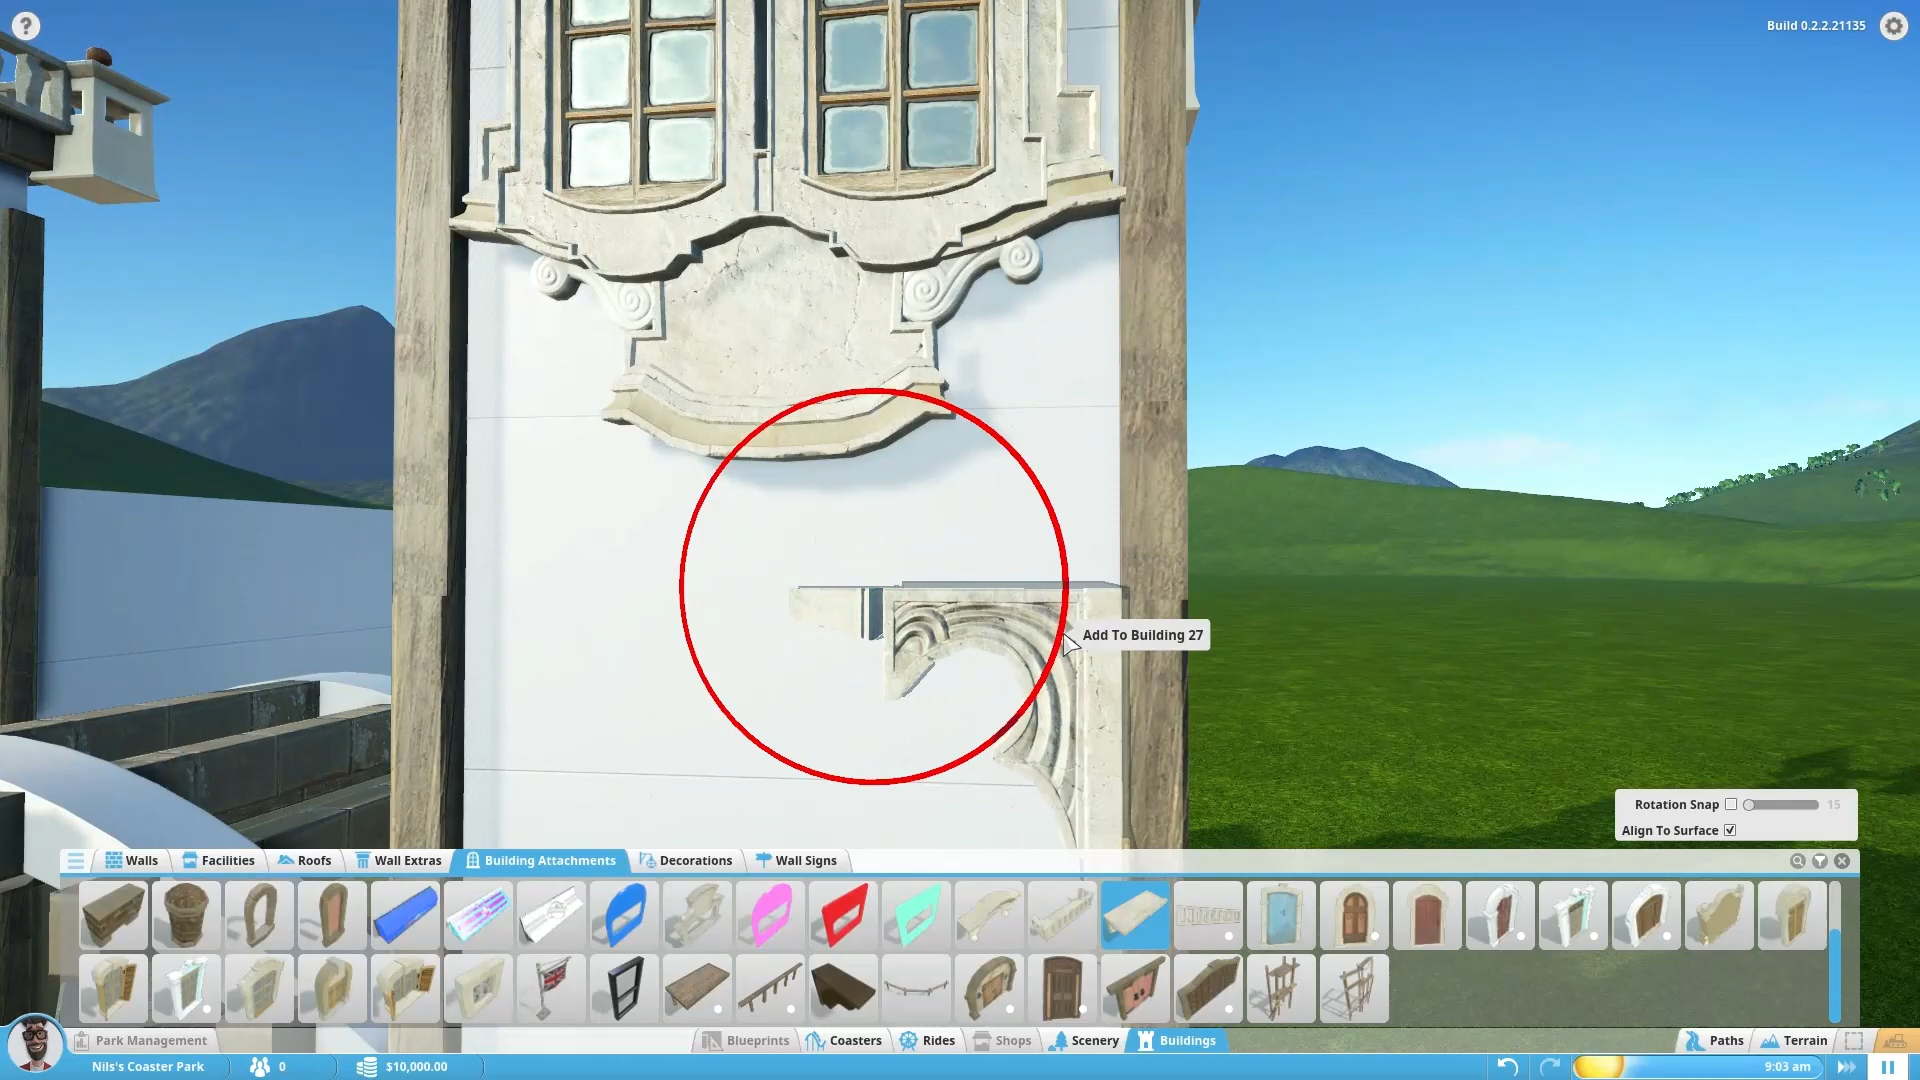 ?
Build 0.2.2.21135
Add To Building 27
Rotation Snap 15
Align To Surface
Walls Facilities Roofs Wall Extras Building Attachments Decorations Wall Signs
Park Management Blueprints Coasters Rides Shops Scenery Buildings Paths Terrain
Nils's Coaster Park 0 $10,000.00 9:03 am